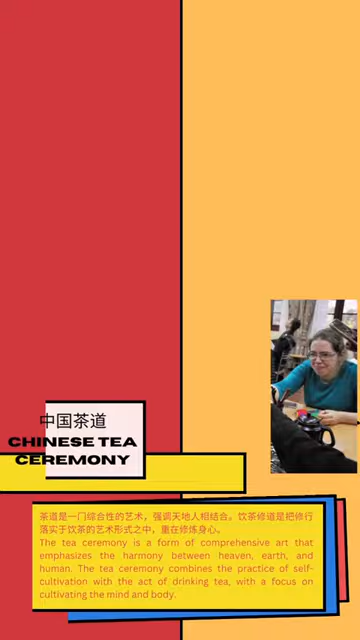 中国茶道
CHINESE TEA
CEREMONY
茶道是一门综合性的艺术，强调天地人相结合。饮茶修道是把修行
落实于饮茶的艺术形式之中，重在修炼身心。
The tea ceremony is a form of comprehensive art that
emphasizes the harmony between heaven, earth, and
human. The tea ceremony combines the practice of self-
cultivation with the act of drinking tea, with a focus on
cultivating the mind and body.